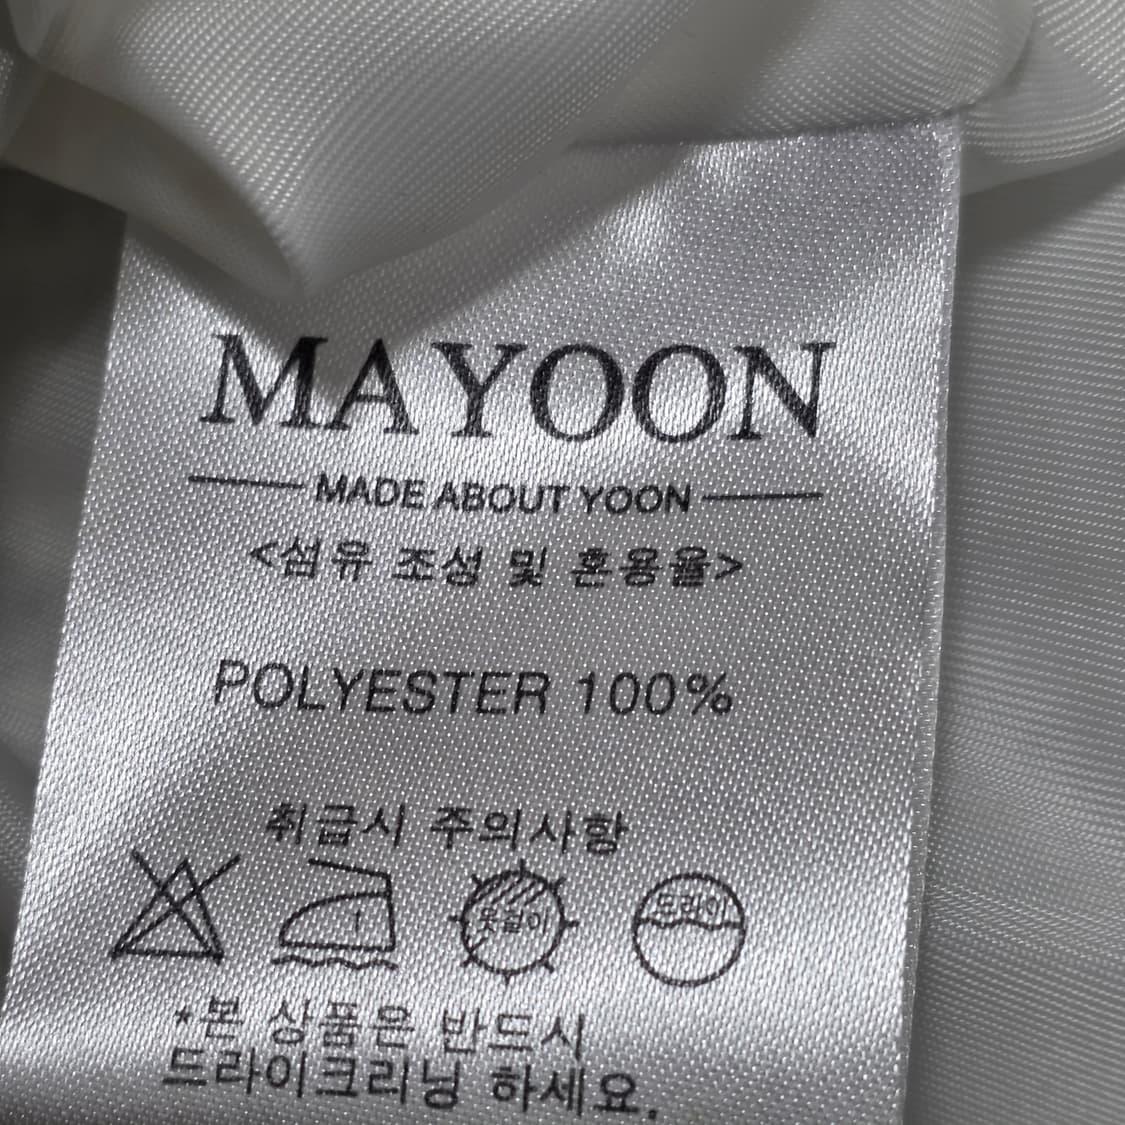 MAYOON
MADE ABOUT YOON
<섬유 조성 및 혼용율>
POLYESTER 100%
취급시 주의사항
1 옷걸이 드라이
*본 상품은 반드시
드라이크리닝 하세요.